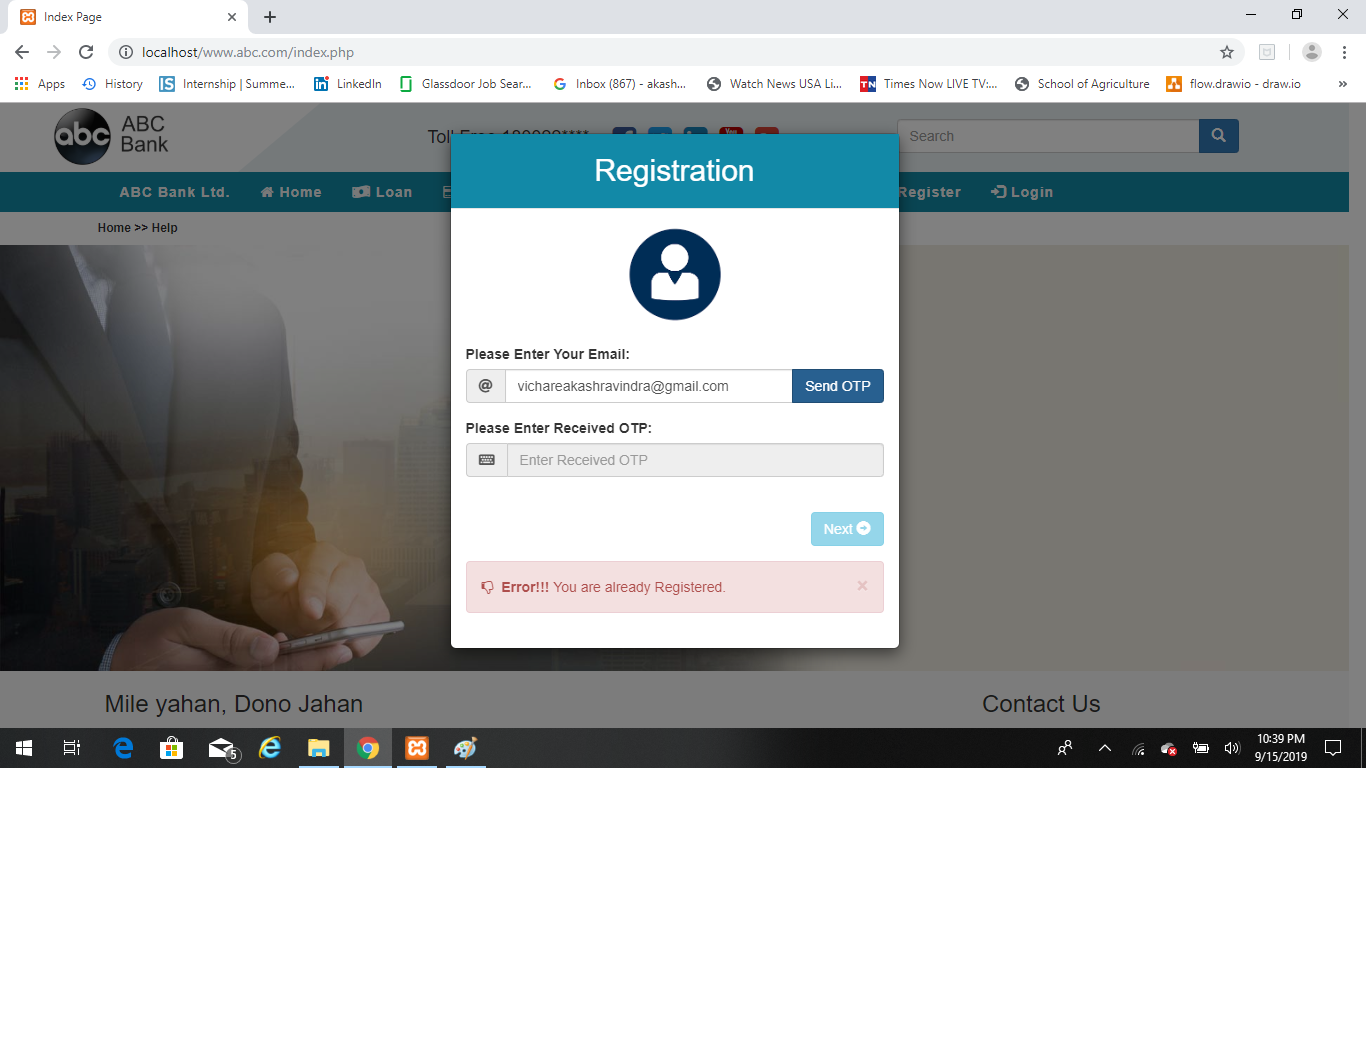 Index Page
localhost/www.abc.com/index.php
Apps History Internship | Summe... LinkedIn Glassdoor Job Sear... Inbox (867) - akash... Watch News USA Li... Times Now LIVE TV:... School of Agriculture flow.drawio - draw.io »
abc ABC
Bank
Search
Registration
ABC Bank Ltd. Home Loan Register Login
Home >> Help
Please Enter Your Email:
@ vichareakashravindra@gmail.com Send OTP
Please Enter Received OTP:
Enter Received OTP
Next
Error!!! You are already Registered. ×
Mile yahan, Dono Jahan Contact Us
5
10:39 PM
9/15/2019